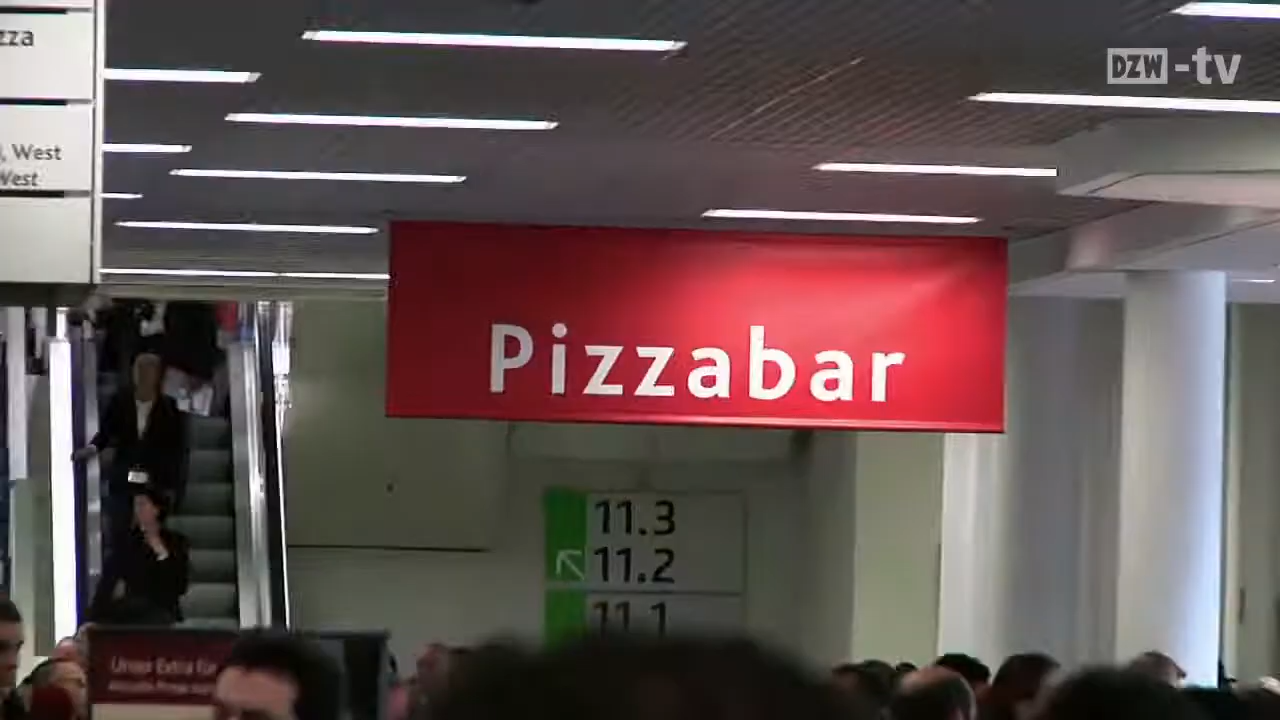 zza
, West
West
DZW-tv
Pizzabar
11.3
11.2
11.1
Unser Extra für